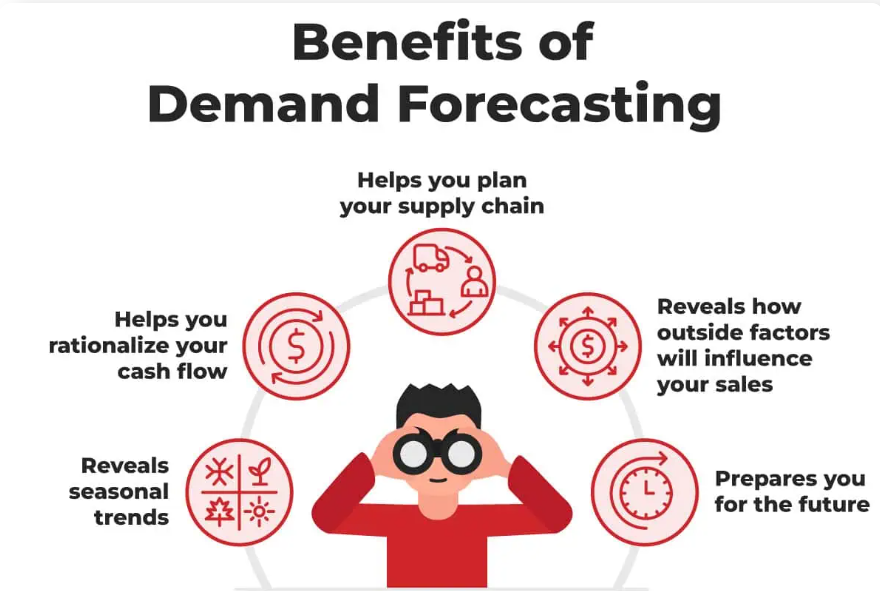 Benefits of
Demand Forecasting
Helps you plan
your supply chain
Helps you
rationalize your
cash flow
Reveals how
outside factors
will influence
your sales
Reveals
seasonal
trends
Prepares you
for the future